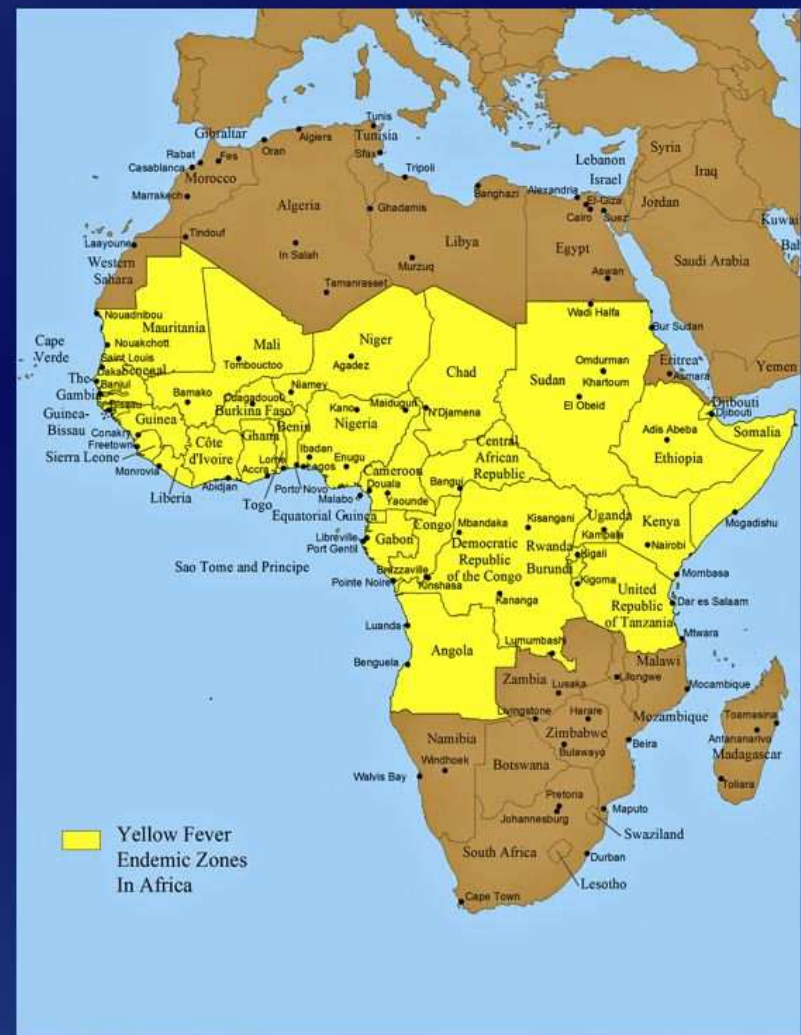 Tunis
Gibraltar
Algiers
Tunisia
Oran
Rabat
Fes
Sfax
Casablanca
Morocco
Tripoli
Lebanon
Syria
Israel
Iraq
Marrakech
Banghazi
Alexandria
El-Giza
Cairo
Suez
Jordan
Algeria
Ghadamis
Kuwai
Laayoune
Tindouf
In Salah
Libya
Egypt
Bah
Western
Sahara
Murzuq
Saudi Arabia
Tamanrasset
Aswan
Nouadnibou
Wadi Halfa
Mauritania
Bur Sudan
Cape
Verde
Nouakchott
Mali
Niger
Saint Louis
Tombouctoo
Agadez
Chad
Omdurman
Eritrea
Yemen
Dakar
Senegal
Sudan
Khartoum
Asmara
The
Gambia
Banjul
Niamey
El Obeid
Djibouti
Djibouti
Guinea-
Bissau
Bissau
Bamako
Ouagadougou
Burkina Faso
Kano
Maiduguri
N'Djamena
Guinea
Benin
Nigeria
Adis Abeba
Somalia
Conakry
Freetown
Côte
d'Ivoire
Ghana
Ibadan
Enugu
Central
African
Republic
Ethiopia
Sierra Leone
Lome
Lagos
Cameroon
Monrovia
Accra
Douala
Bangui
Liberia
Abidjan
Togo
Porto Novo
Malabo
Yaounde
Equatorial Guinea
Congo
Mbandaka
Kisangani
Uganda
Kenya
Mogadishu
Libreville
Port Gentil
Gabon
Kampala
Democratic
Republic
of the Congo
Rwanda
Kigali
Nairobi
Sao Tome and Principe
Brazzaville
Burundi
Pointe Noire
Kinshasa
Kigoma
Mombasa
Kananga
United
Republic
of Tanzania
Dar es Salaam
Luanda
Mtwara
Angola
Lumumbashi
Benguela
Malawi
Zambia
Lilongwe
Mocambique
Lusaka
Livingstone
Harare
Mozambique
Toamasina
Namibia
Zimbabwe
Antananarivo
Beira
Madagascar
Windhoek
Bulawayo
Walvis Bay
Botswana
Toliara
Pretoria
Maputo
Johannesburg
Swaziland
South Africa
Durban
Lesotho
Cape Town
Yellow Fever
Endemic Zones
In Africa